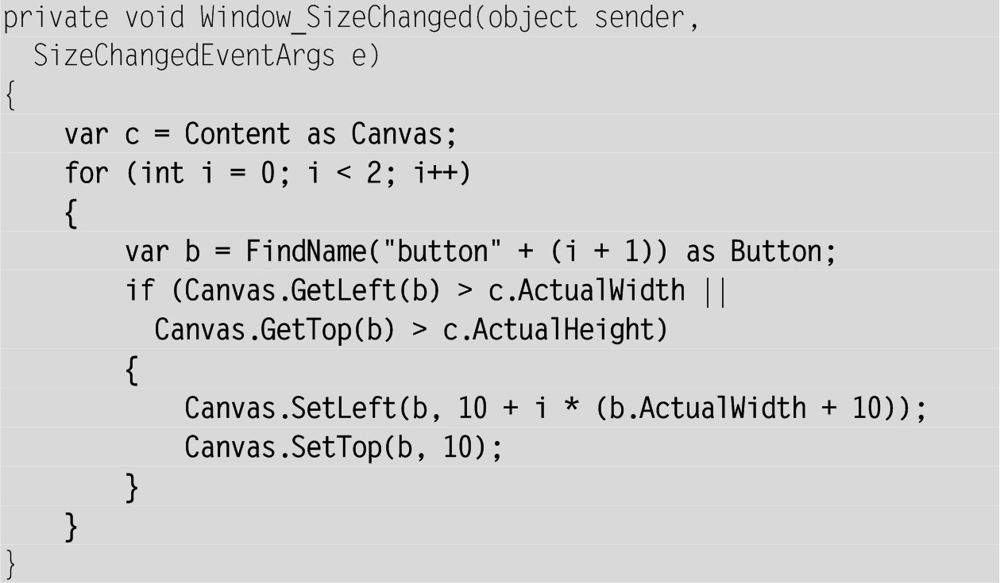 private void Window_SizeChanged(object sender,
  SizeChangedEventArgs e)
{
    var c = Content as Canvas;
    for (int i = 0; i < 2; i++)
    {
        var b = FindName("button" + (i + 1)) as Button;
        if (Canvas.GetLeft(b) > c.ActualWidth ||
          Canvas.GetTop(b) > c.ActualHeight)
        {
            Canvas.SetLeft(b, 10 + i * (b.ActualWidth + 10));
            Canvas.SetTop(b, 10);
        }
    }
}